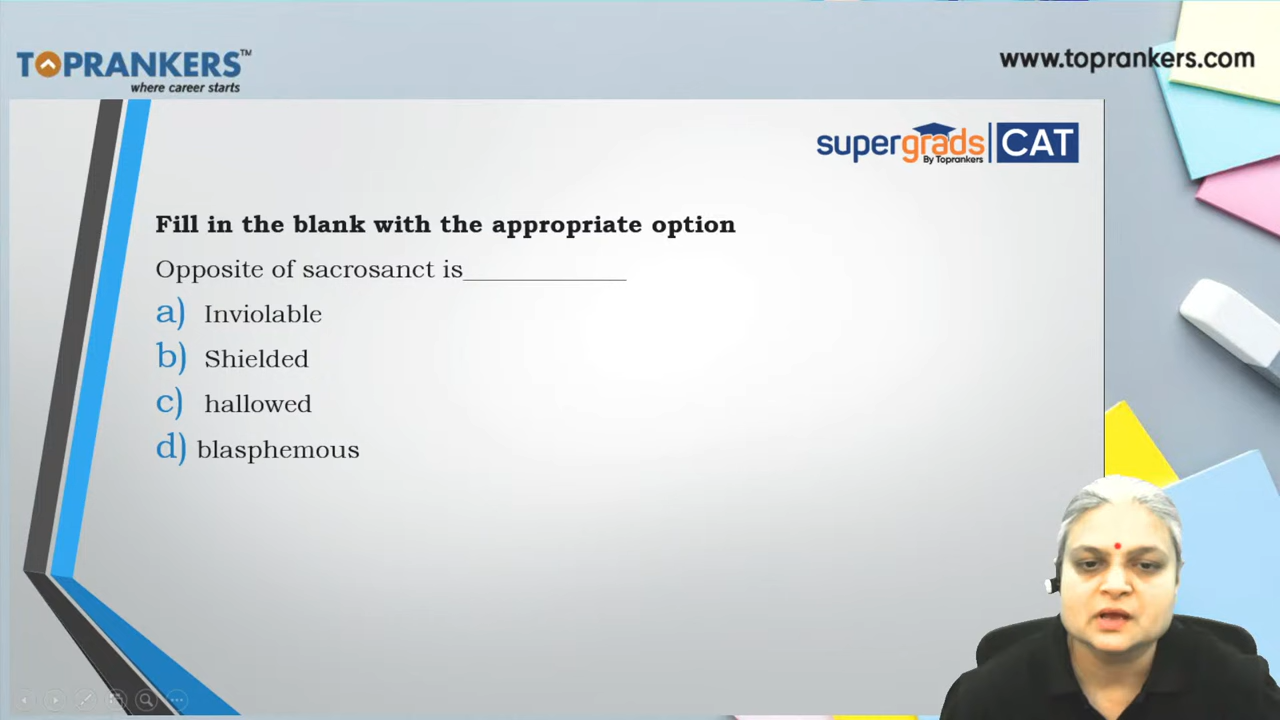 TOPRANKERS™
where career starts
www.toprankers.com
supergrads | CAT
By Toprankers
Fill in the blank with the appropriate option
Opposite of sacrosanct is____________
a) Inviolable
b) Shielded
c) hallowed
d) blasphemous